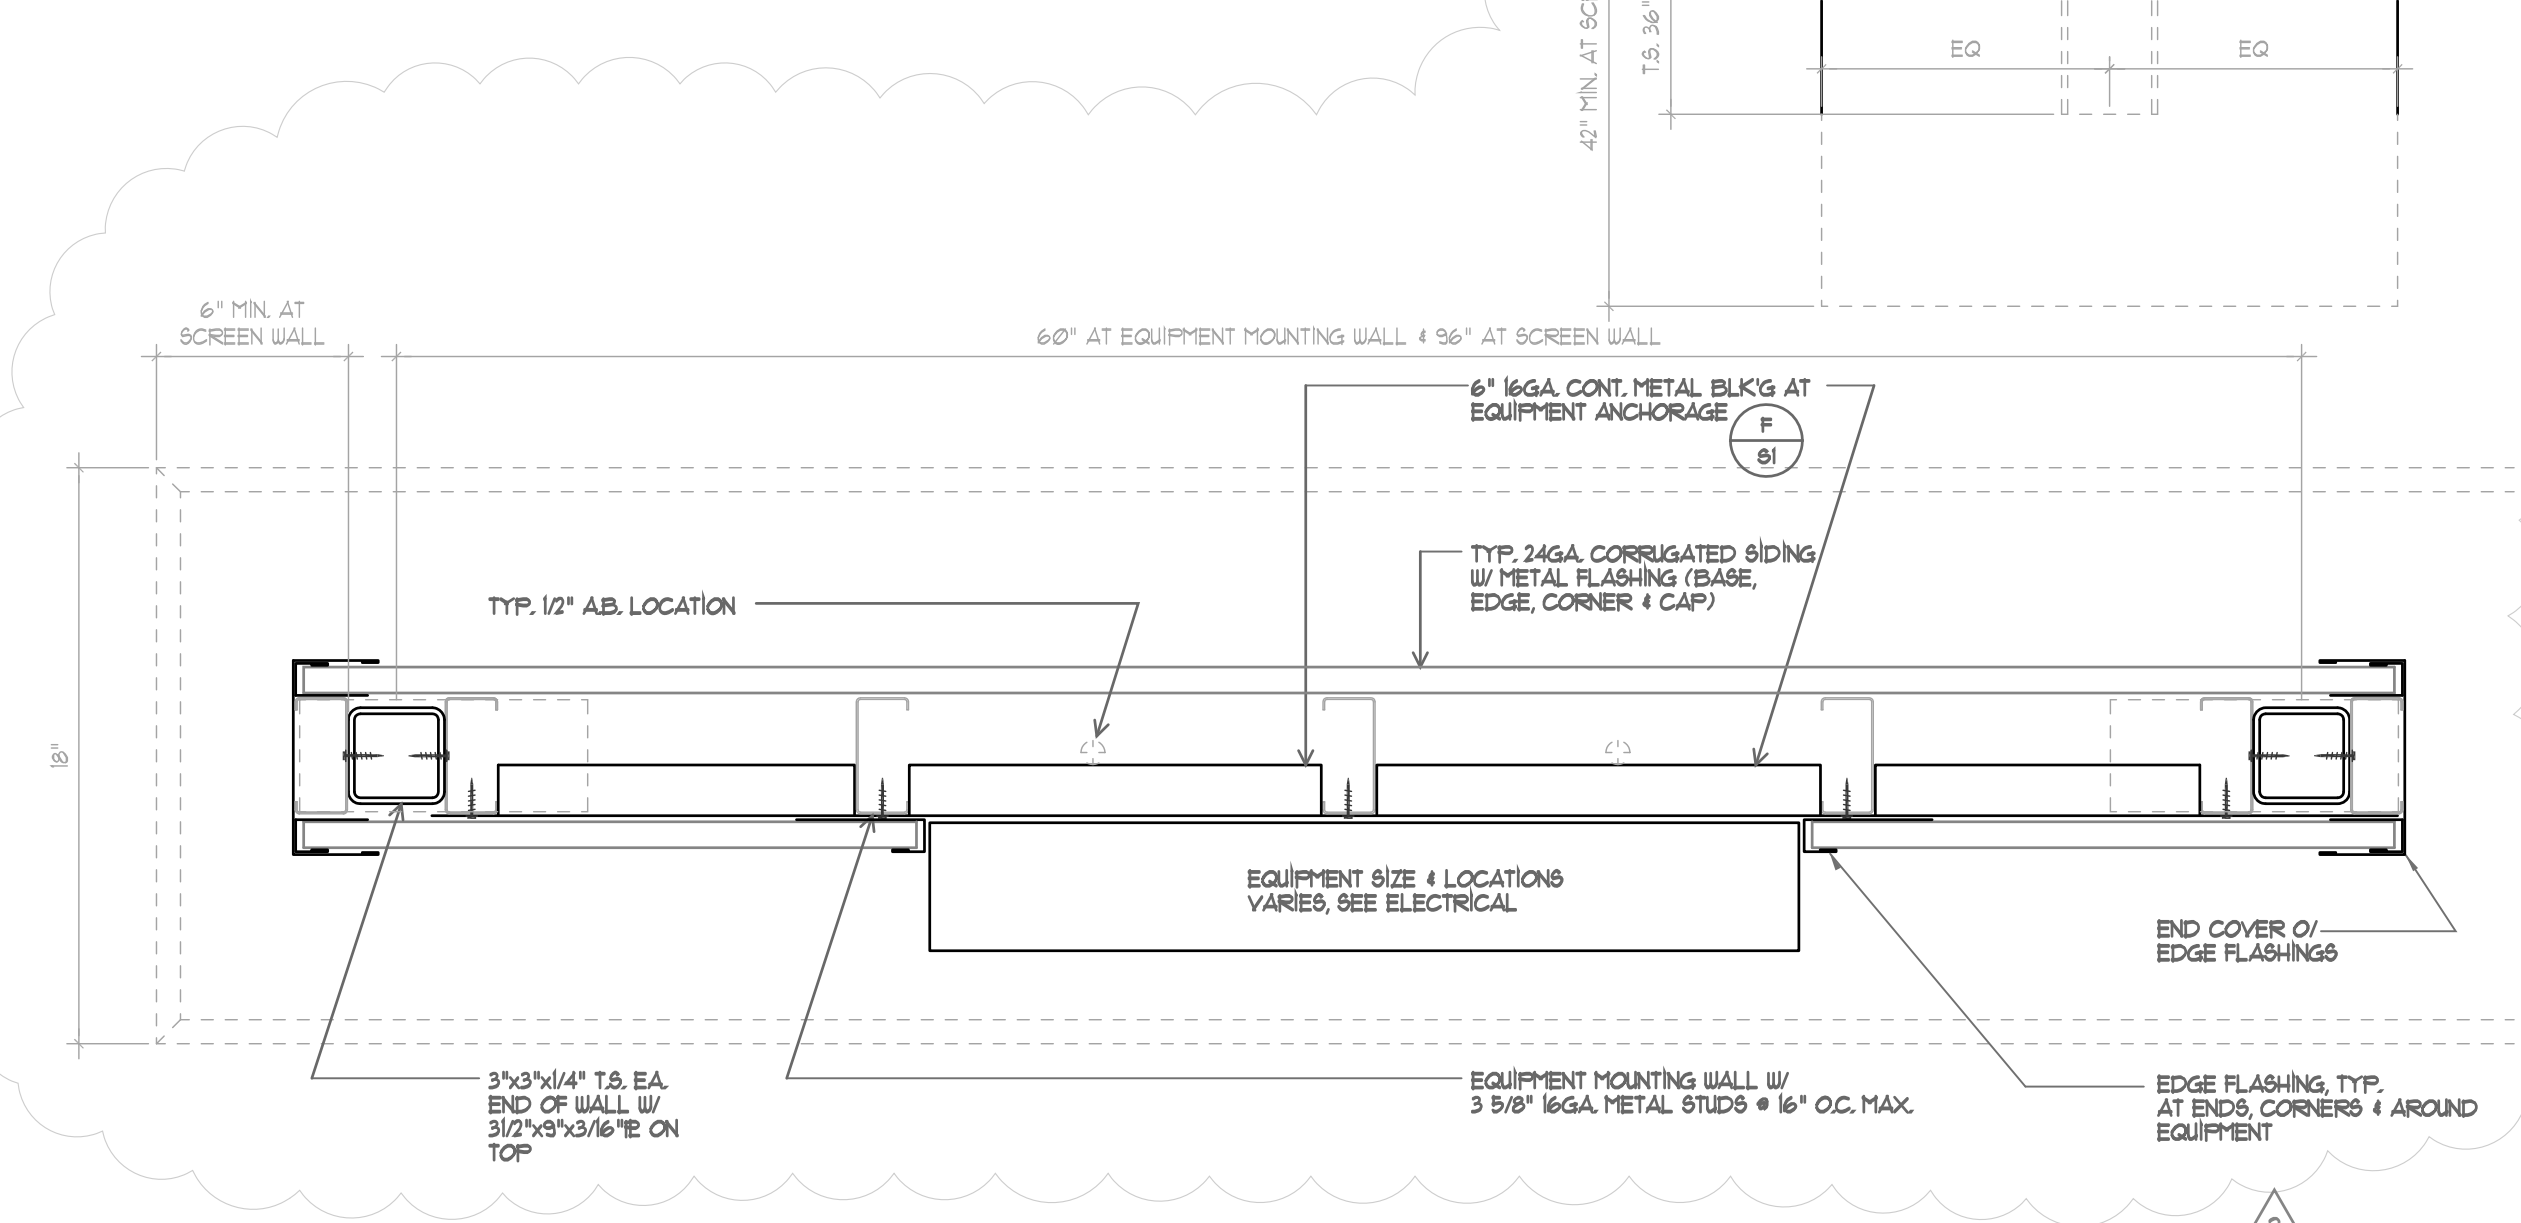 42" MIN. AT
T.S. 36"
EQ
EQ
6" MIN. AT
SCREEN WALL
60" AT EQUIPMENT MOUNTING WALL & 96" AT SCREEN WALL
6" 16GA. CONT. METAL BLK'G AT
EQUIPMENT ANCHORAGE
F
S1
TYP. 24GA. CORRUGATED SIDING
W/ METAL FLASHING (BASE,
EDGE, CORNER & CAP)
TYP. 1/2" A.B. LOCATION
18"
EQUIPMENT SIZE & LOCATIONS
VARIES, SEE ELECTRICAL
END COVER O/
EDGE FLASHINGS
3"x3"x1/4" T.S. EA.
END OF WALL W/
31/2"x9"x3/16"PL ON
TOP
EQUIPMENT MOUNTING WALL W/
3 5/8" 16GA. METAL STUDS @ 16" O.C. MAX.
EDGE FLASHING, TYP.
AT ENDS, CORNERS & AROUND
EQUIPMENT